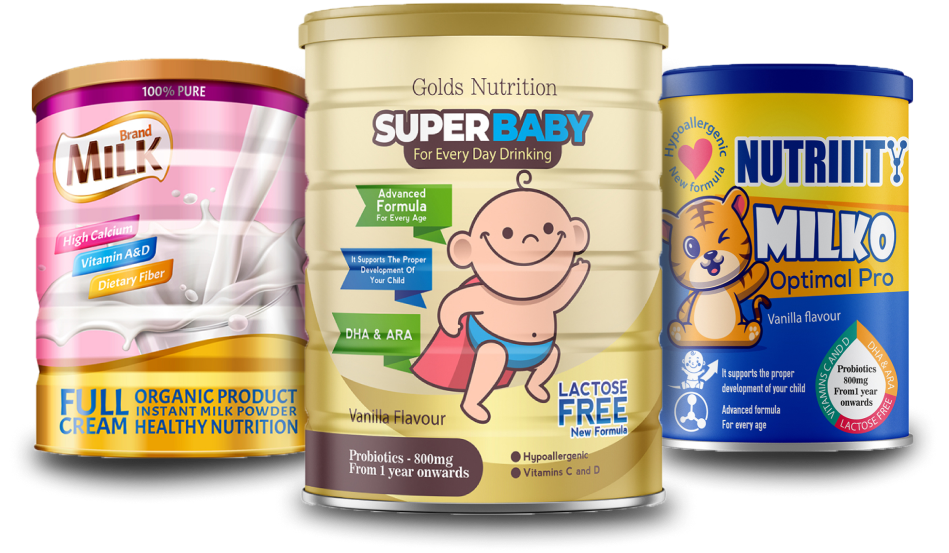 100% PURE
Brand
MILK
High Calcium
Vitamin A&D
Dietary Fiber
FULL
CREAM
ORGANIC PRODUCT
INSTANT MILK POWDER
HEALTHY NUTRITION
Golds Nutrition
SUPERBABY
For Every Day Drinking
Advanced
Formula
For Every Age
It Supports The Proper
Development Of
Your Child
DHA & ARA
LACTOSE
FREE
New Formula
Vanilla Flavour
Probiotics - 800mg
From 1 year onwards
Hypoallergenic
Vitamins C and D
Hypoallergenic
New formula
NUTRIIITY
MILKO
Optimal Pro
Vanilla flavour
It supports the proper
development of your child
Advanced formula
For every age
VITAMINS C AND D
DHA & ARA
LACTOSE FREE
Probiotics
800mg
From1 year
onwards